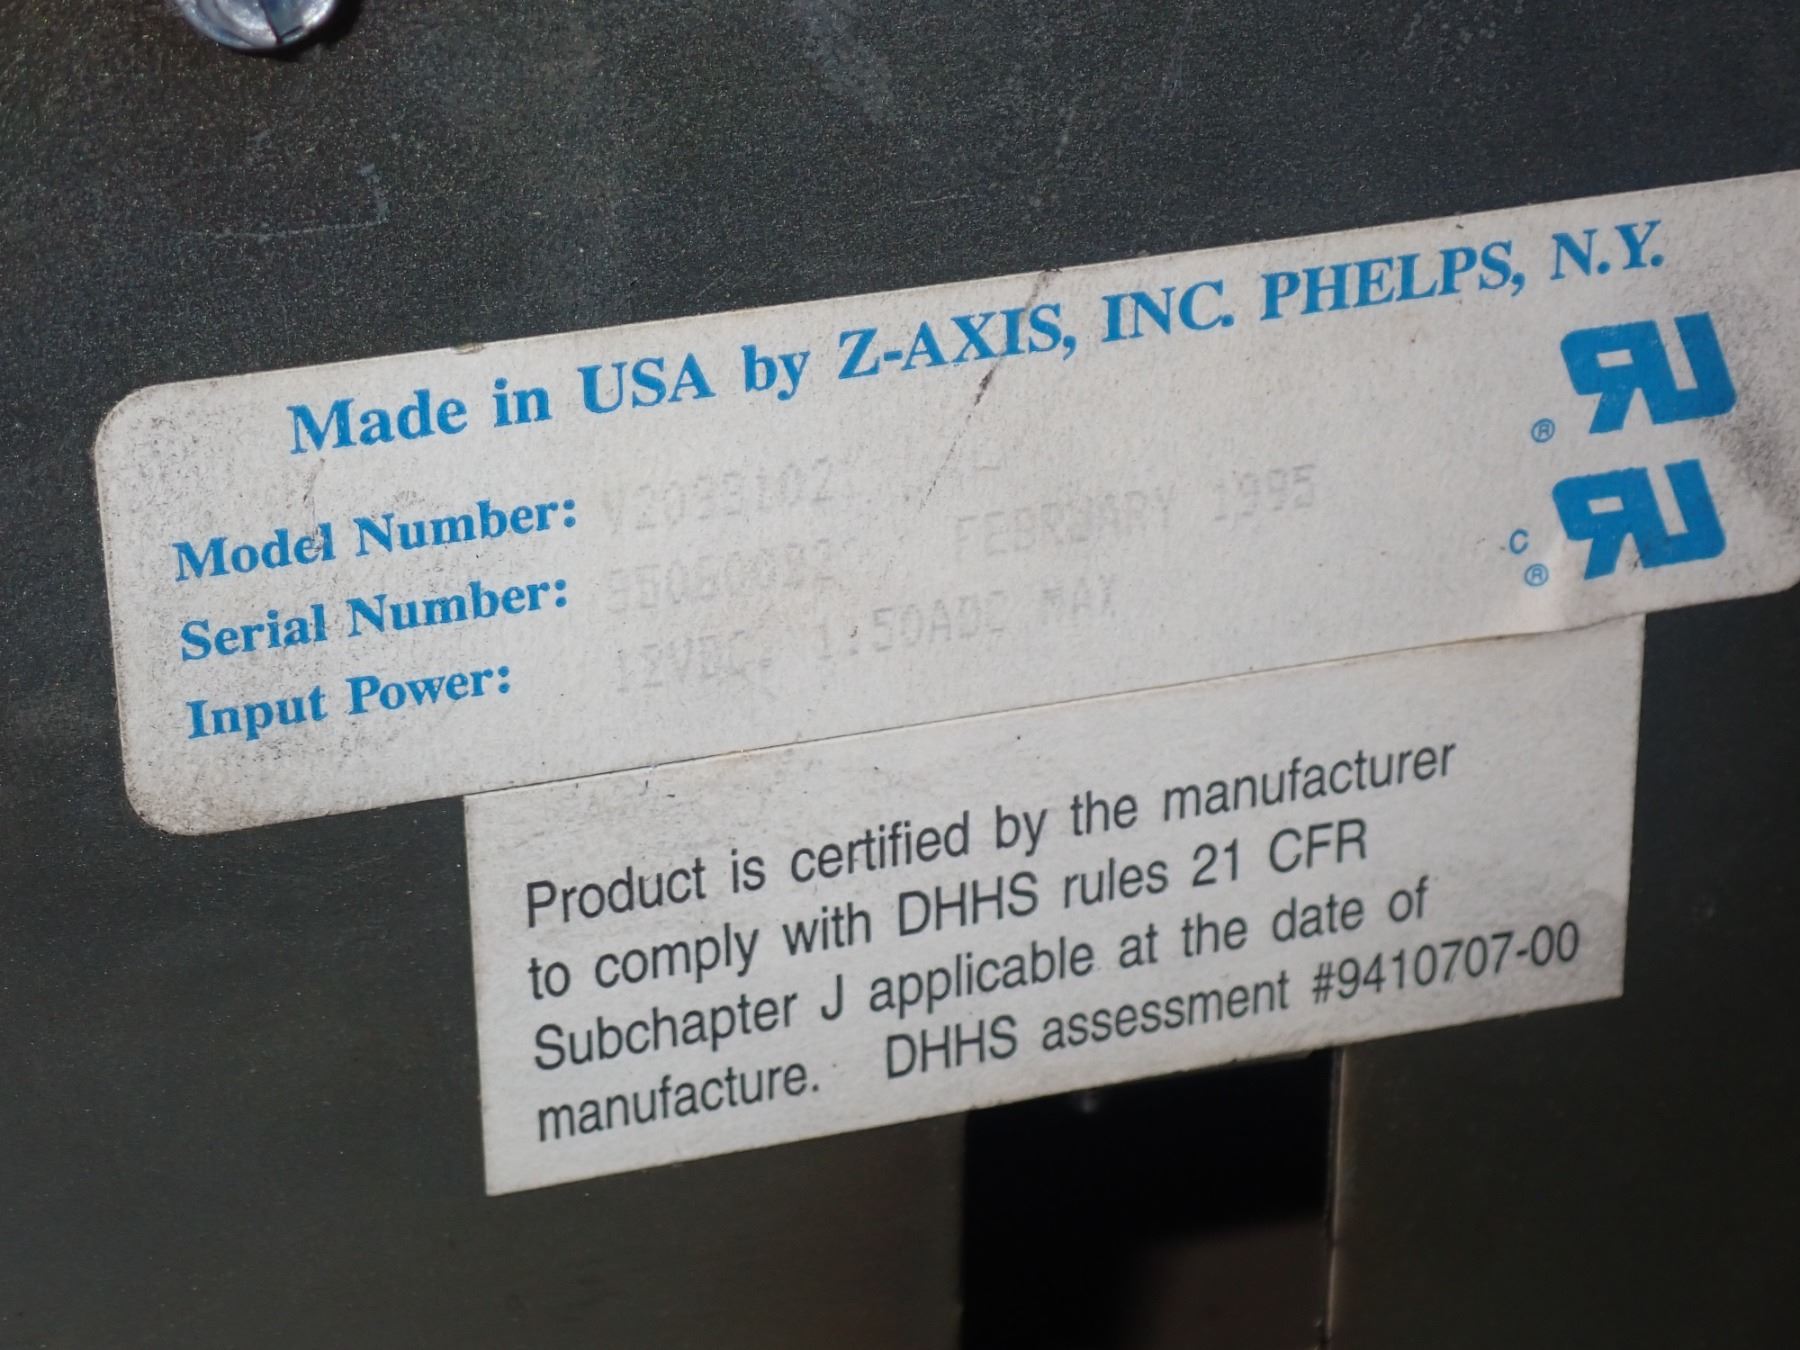 Made in USA by Z-AXIS, INC. PHELPS, N.Y.
Model Number:
Serial Number: FEBRUARY 1995
Input Power: 12VDC, 1.50ADC MAX
®
C
®
Product is certified by the manufacturer
to comply with DHHS rules 21 CFR
Subchapter J applicable at the date of
manufacture. DHHS assessment #9410707-00